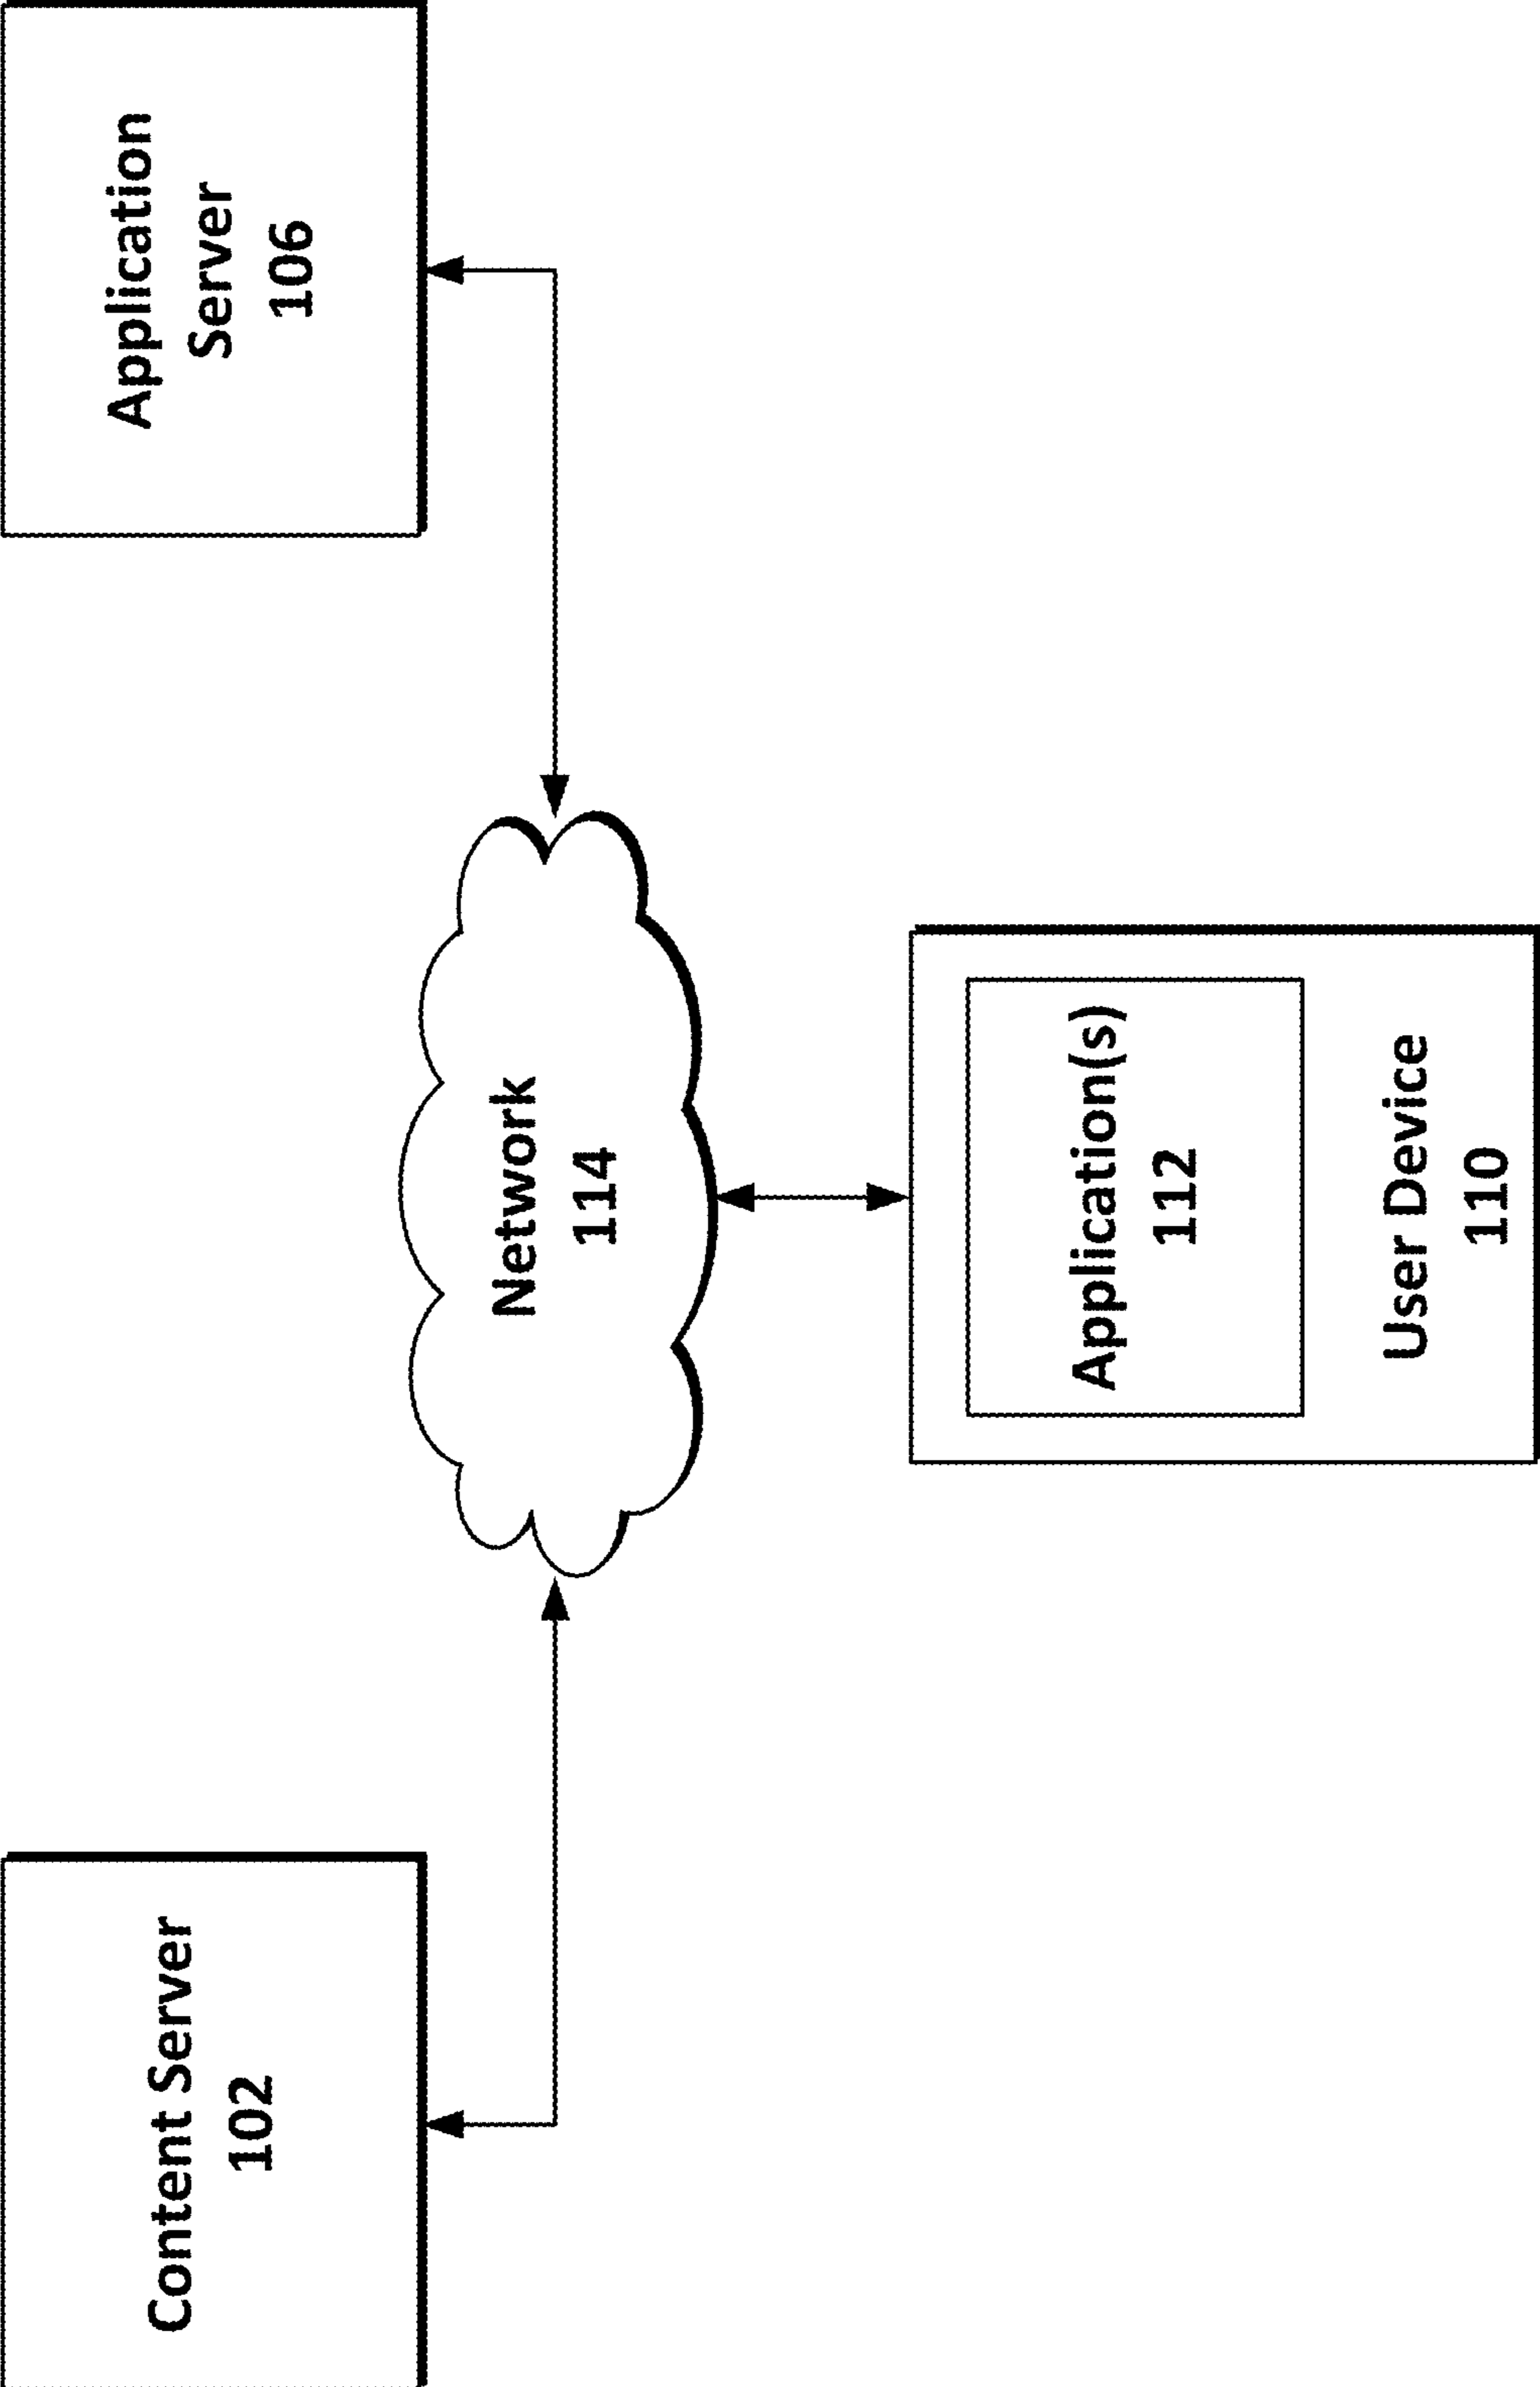 Content Server
102
Application
Server
106
Network
114
Application(s)
112
User Device
110